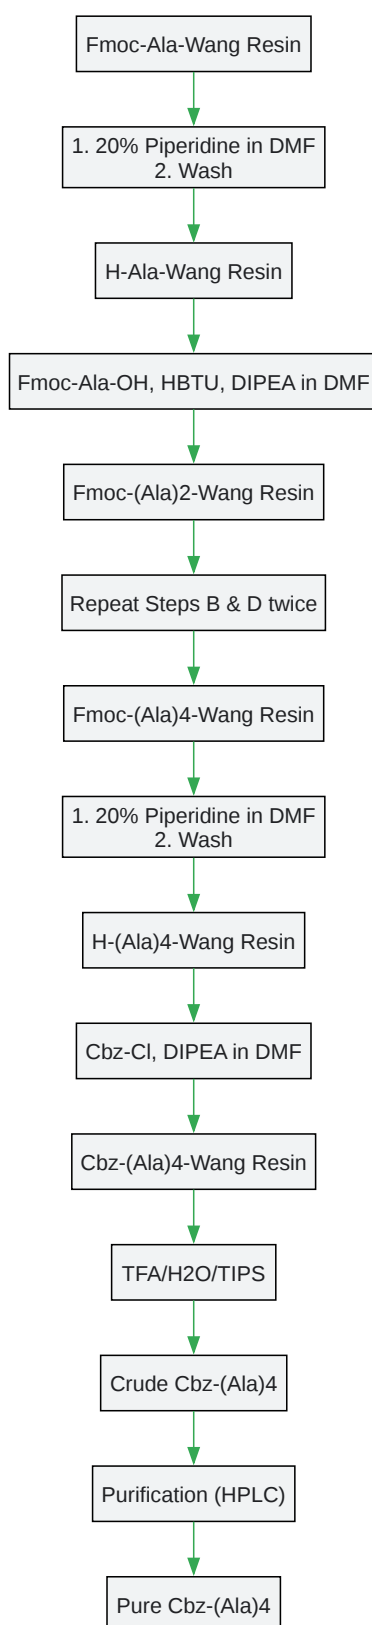 Fmoc-Ala-Wang Resin
1. 20% Piperidine in DMF
2. Wash
H-Ala-Wang Resin
Fmoc-Ala-OH, HBTU, DIPEA in DMF
Fmoc-(Ala)2-Wang Resin
Repeat Steps B & D twice
Fmoc-(Ala)4-Wang Resin
1. 20% Piperidine in DMF
2. Wash
H-(Ala)4-Wang Resin
Cbz-Cl, DIPEA in DMF
Cbz-(Ala)4-Wang Resin
TFA/H2O/TIPS
Crude Cbz-(Ala)4
Purification (HPLC)
Pure Cbz-(Ala)4